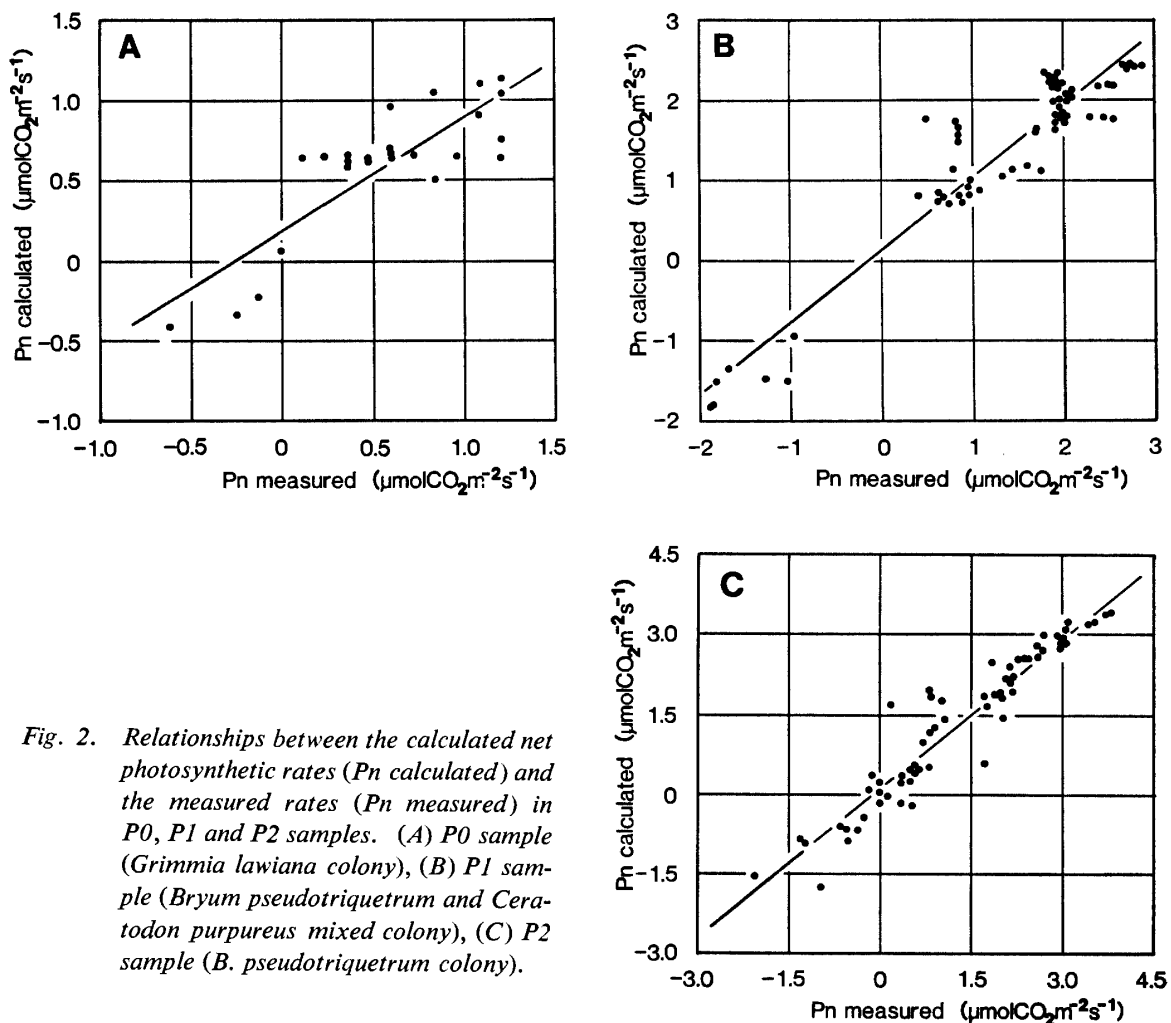 A
1.5
1.0
0.5
0
−0.5
−1.0
−1.0
−0.5
0
0.5
1.0
1.5
Pn calculated (µmolCO₂m⁻²s⁻¹)
Pn measured (µmolCO₂m⁻²s⁻¹)
B
3
2
1
0
−1
−2
−2
−1
0
1
2
3
Pn calculated (µmolCO₂m⁻²s⁻¹)
Pn measured (µmolCO₂m⁻²s⁻¹)
C
4.5
3.0
1.5
0
−1.5
−3.0
−3.0
−1.5
0
1.5
3.0
4.5
Pn calculated (µmolCO₂m⁻²s⁻¹)
Pn measured (µmolCO₂m⁻²s⁻¹)
Fig. 2. Relationships between the calculated net
photosynthetic rates (Pn calculated) and
the measured rates (Pn measured) in
P0, P1 and P2 samples. (A) P0 sample
(Grimmia lawiana colony), (B) P1 sam-
ple (Bryum pseudotriquetrum and Cera-
todon purpureus mixed colony), (C) P2
sample (B. pseudotriquetrum colony).